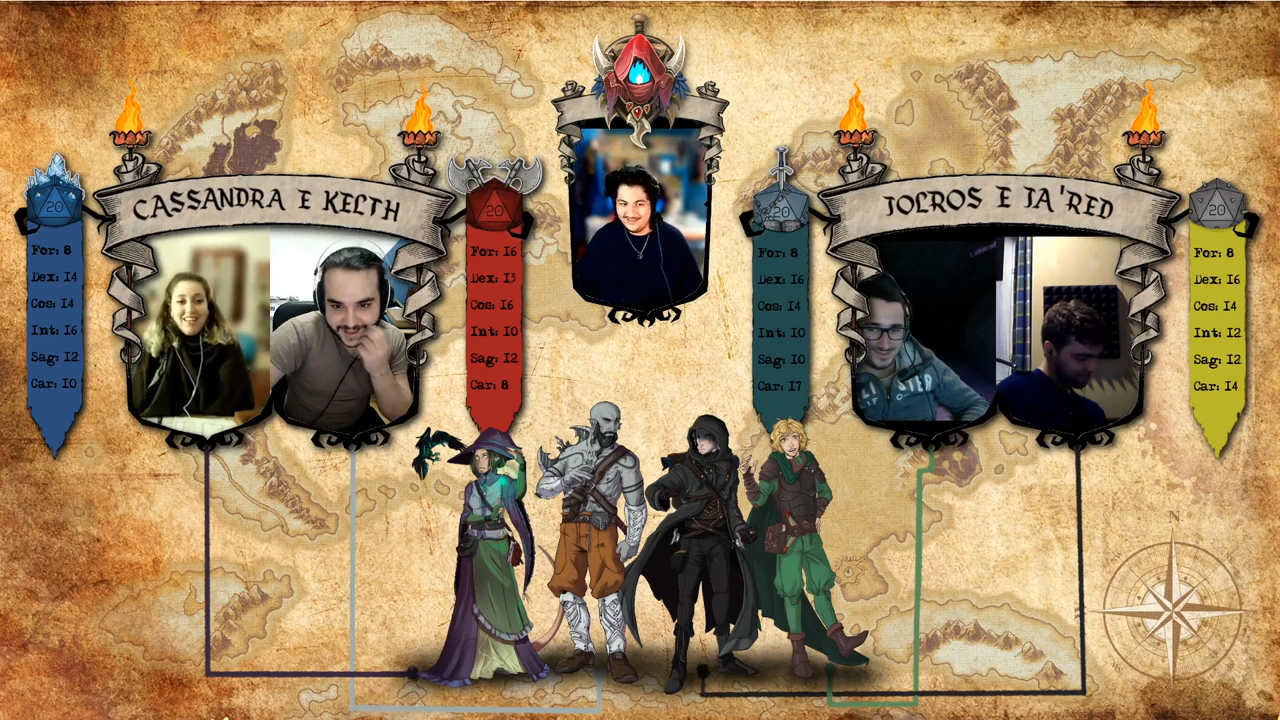 CASSANDRA E KELTH
JOLROS E JA'RED
20
For: 8
Dex: 14
Cos: 14
Int: 16
Sag: 12
Car: 10
20
For: 16
Dex: 13
Cos: 16
Int: 10
Sag: 12
Car: 8
20
For: 8
Dex: 16
Cos: 14
Int: 10
Sag: 10
Car: 17
20
For: 8
Dex: 16
Cos: 14
Int: 12
Sag: 12
Car: 14
N